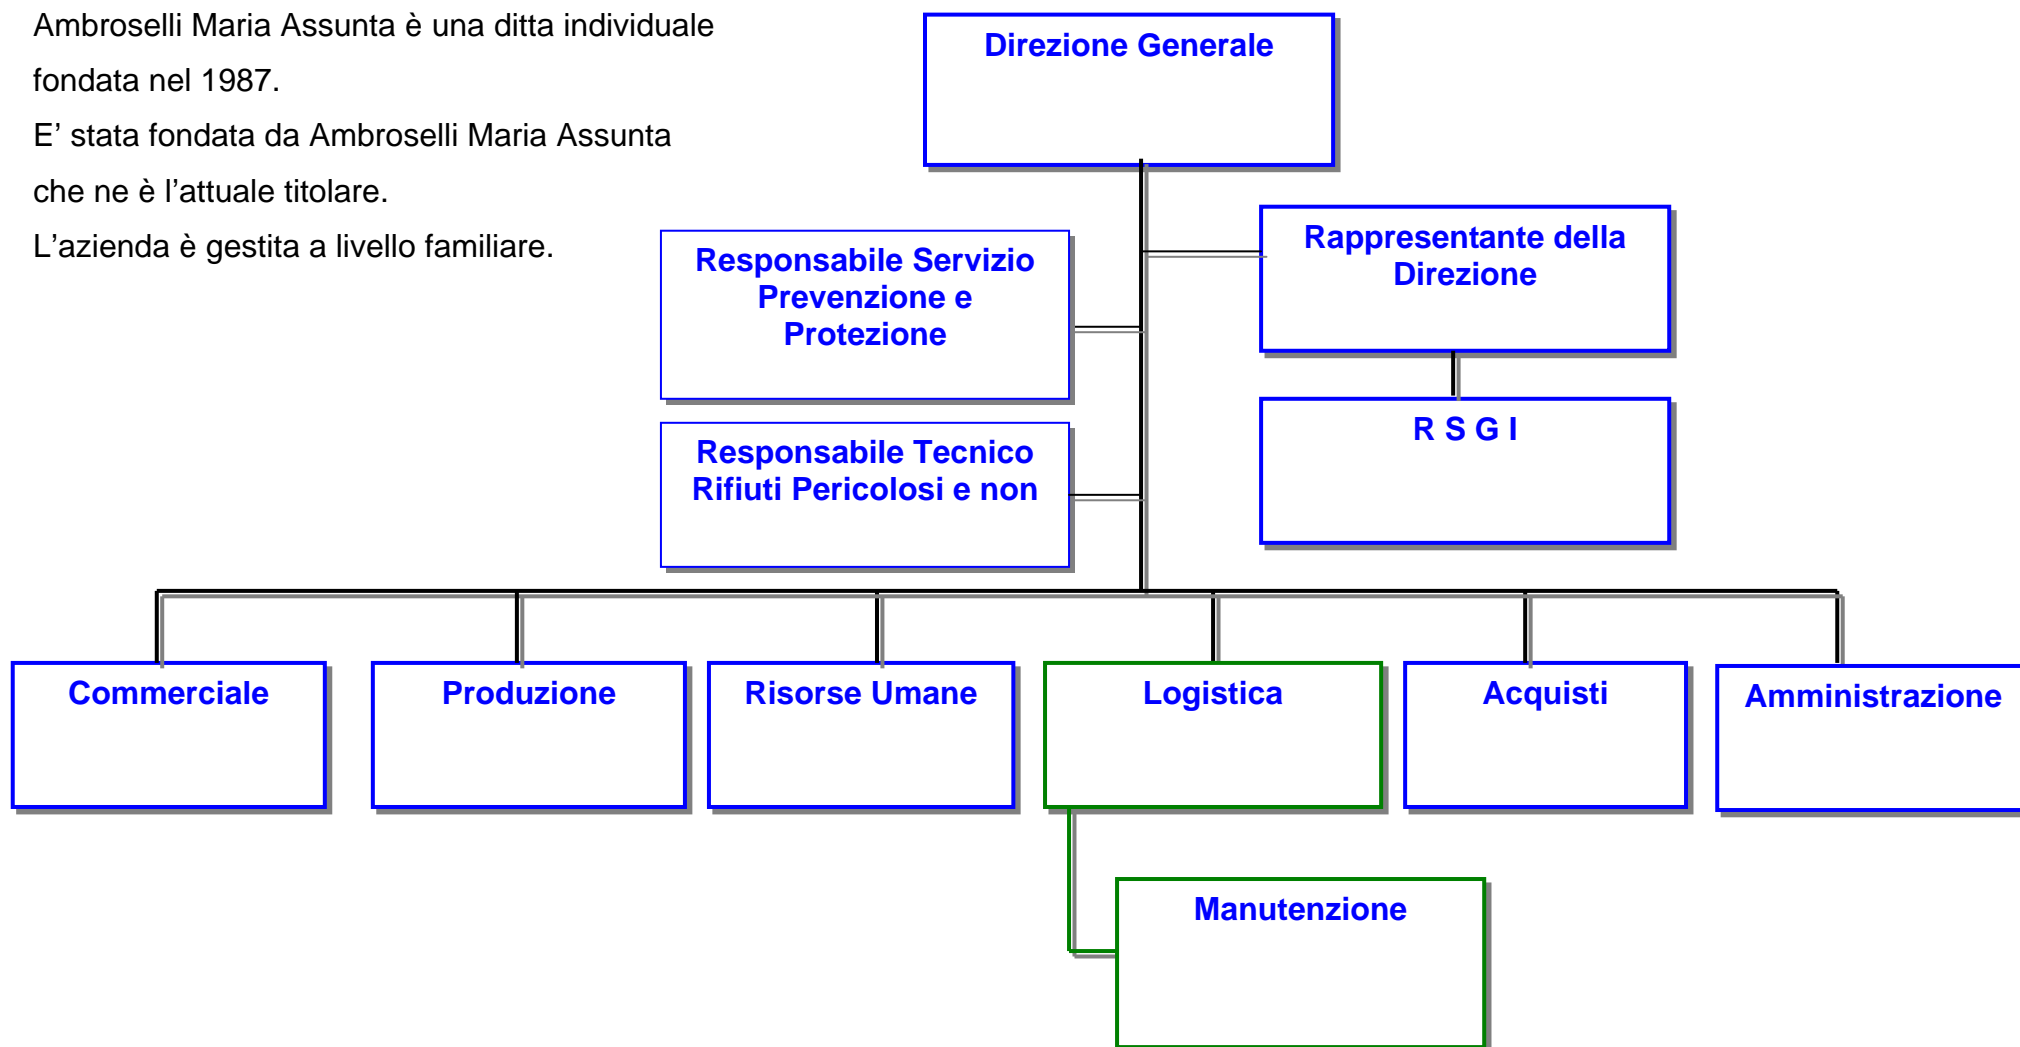 Ambroselli Maria Assunta è una ditta individuale
fondata nel 1987.
E’ stata fondata da Ambroselli Maria Assunta
che ne è l’attuale titolare.
L’azienda è gestita a livello familiare.
Direzione Generale
Rappresentante della
Direzione
Responsabile Servizio
Prevenzione e
Protezione
R S G I
Responsabile Tecnico
Rifiuti Pericolosi e non
Commerciale
Produzione
Risorse Umane
Logistica
Acquisti
Amministrazione
Manutenzione